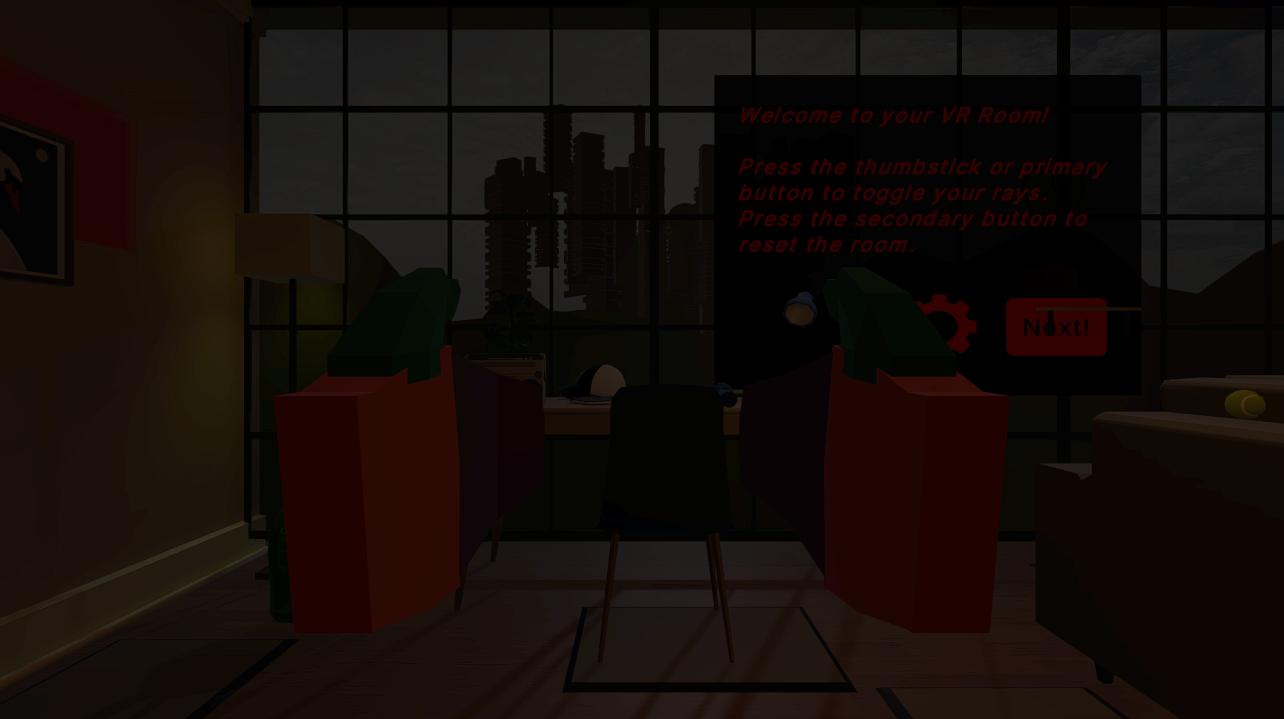 Welcome to your VR Room!
Press the thumbstick or primary
button to toggle your rays.
Press the secondary button to
reset the room.
Next!